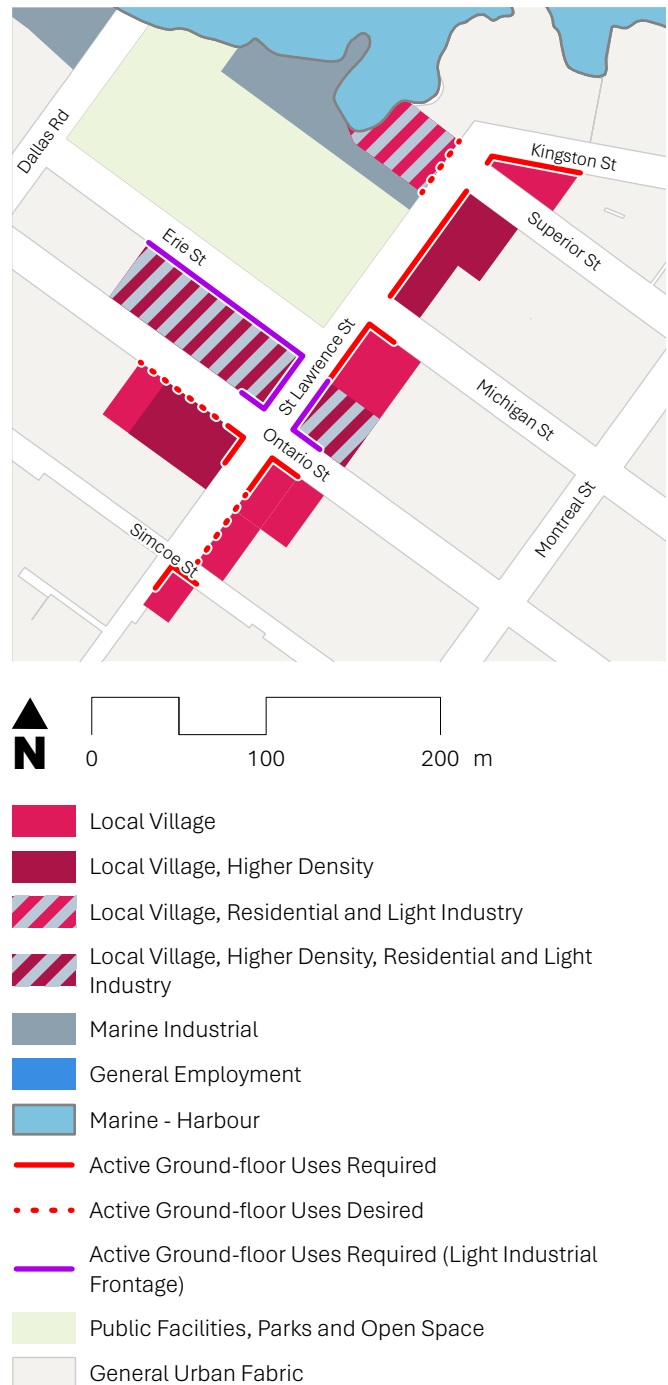 Dallas Rd
Kingston St
Superior St
Erie St
St Lawrence St
Michigan St
Ontario St
Montreal St
Simcoe St
N
0 100 200 m
Local Village
Local Village, Higher Density
Local Village, Residential and Light Industry
Local Village, Higher Density, Residential and Light
Industry
Marine Industrial
General Employment
Marine - Harbour
Active Ground-floor Uses Required
Active Ground-floor Uses Desired
Active Ground-floor Uses Required (Light Industrial
Frontage)
Public Facilities, Parks and Open Space
General Urban Fabric